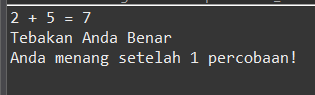 2 + 5 = 7
Tebakan Anda Benar
Anda menang setelah 1 percobaan!